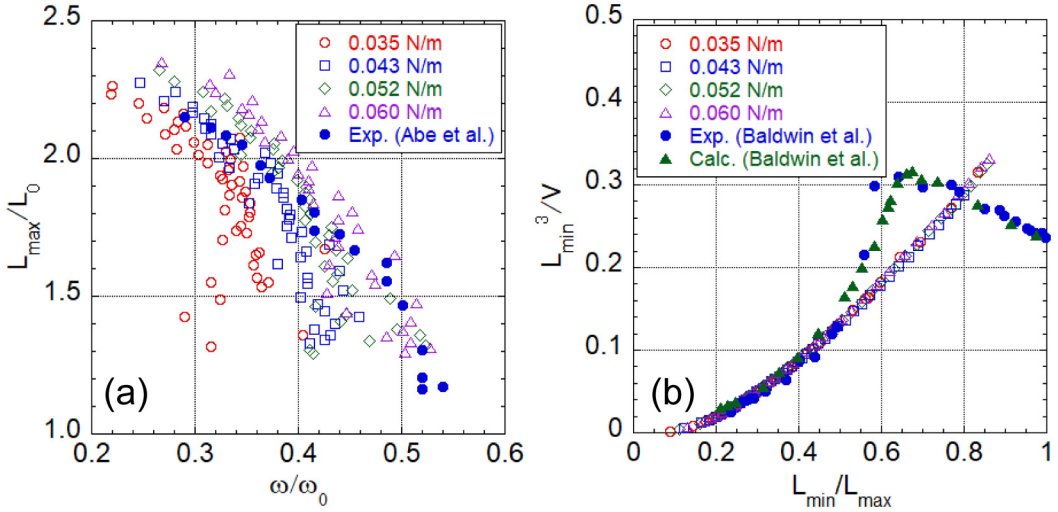 2.5
2.0
1.5
1.0
L_max/L_0
0.035 N/m
0.043 N/m
0.052 N/m
0.060 N/m
Exp. (Abe et al.)
(a)
0.2 0.3 0.4 0.5 0.6
ω/ω_0
0.5
0.4
0.3
0.2
0.1
0
L_min^3/V
0.035 N/m
0.043 N/m
0.052 N/m
0.060 N/m
Exp. (Baldwin et al.)
Calc. (Baldwin et al.)
(b)
0 0.2 0.4 0.6 0.8 1
L_min/L_max